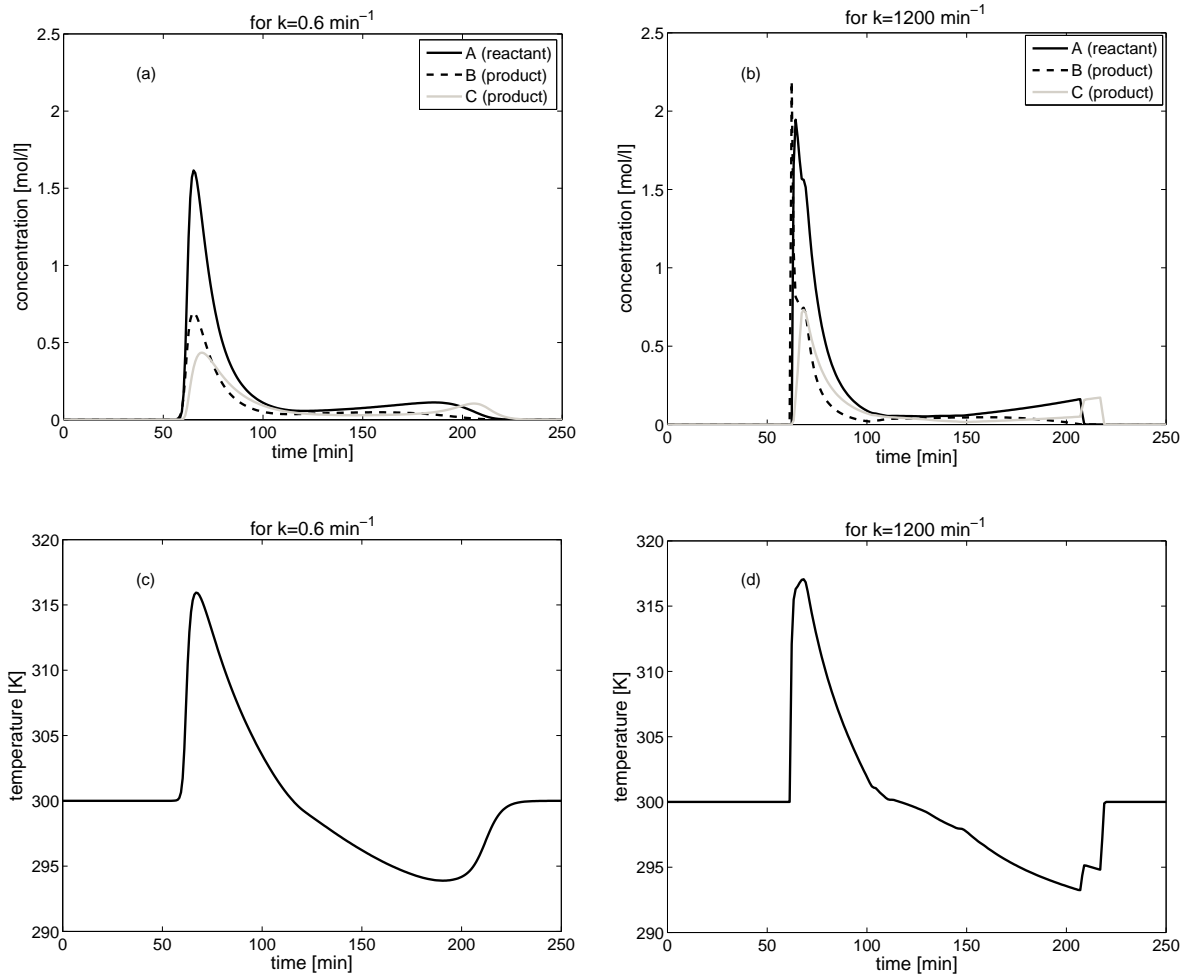 for k=0.6 min−1
2.5
2
1.5
1
0.5
0
concentration [mol/l]
(a)
A (reactant)
B (product)
C (product)
0 50 100 150 200 250
time [min]
for k=1200 min−1
2.5
2
1.5
1
0.5
0
concentration [mol/l]
(b)
A (reactant)
B (product)
C (product)
0 50 100 150 200 250
time [min]
for k=0.6 min−1
320
315
310
305
300
295
290
temperature [K]
(c)
0 50 100 150 200 250
time [min]
for k=1200 min−1
320
315
310
305
300
295
290
temperature [K]
(d)
0 50 100 150 200 250
time [min]